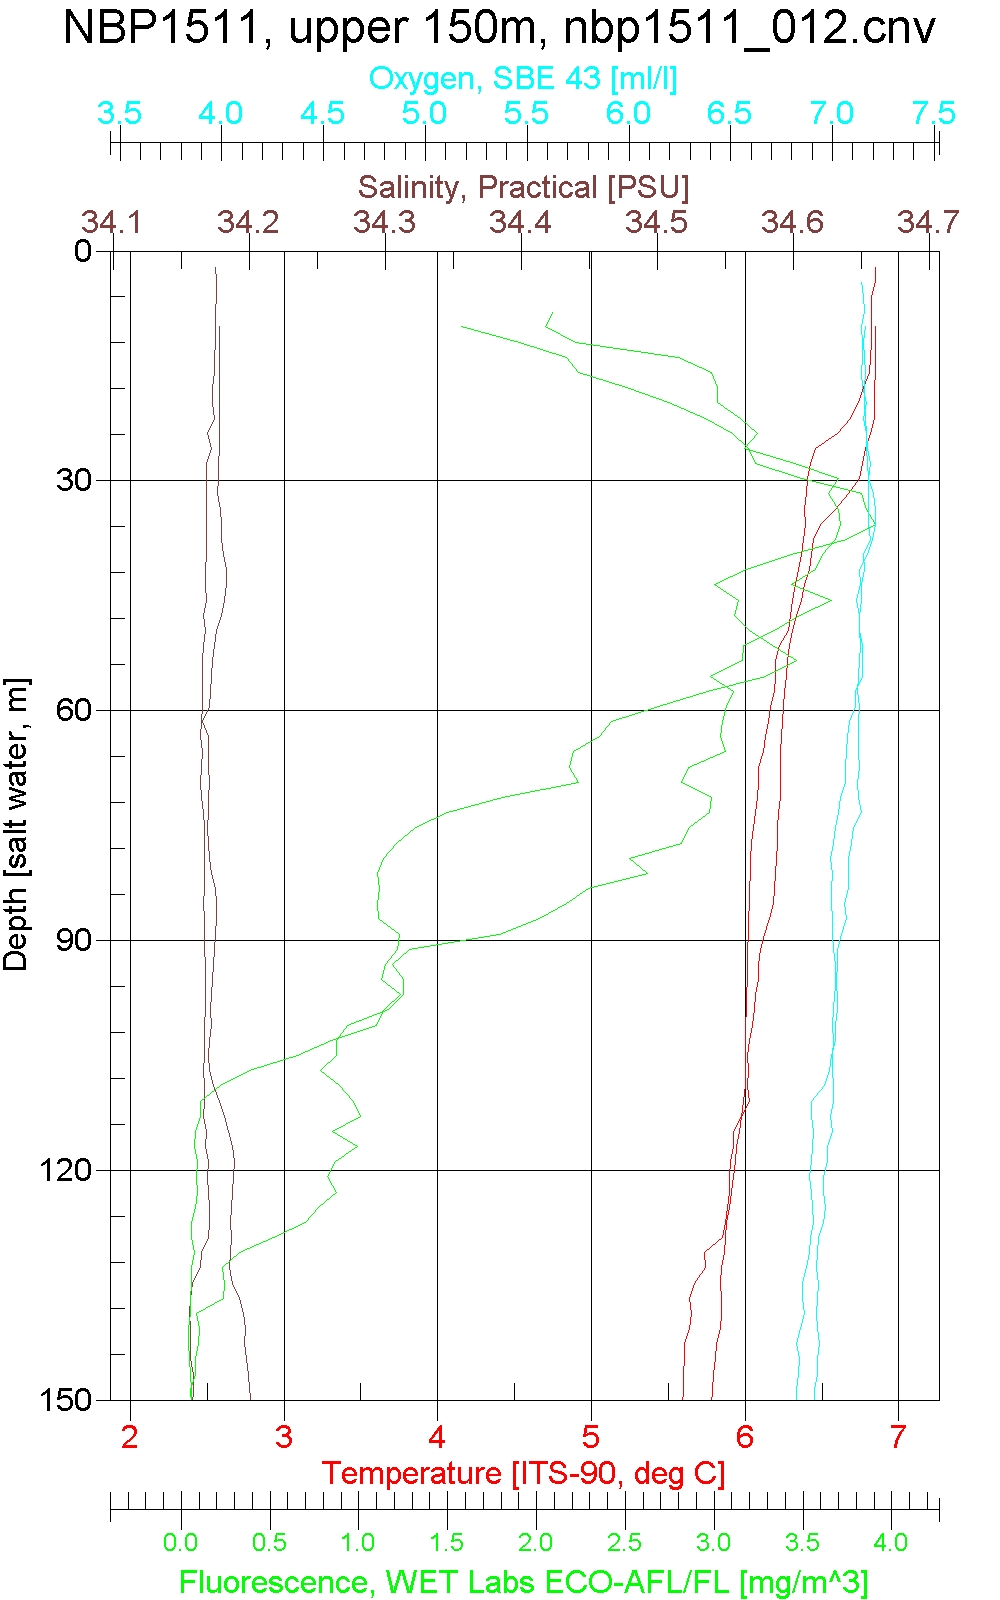 NBP1511, upper 150m, nbp1511_012.cnv
Oxygen, SBE 43 [ml/l]
3.5 4.0 4.5 5.0 5.5 6.0 6.5 7.0 7.5
Salinity, Practical [PSU]
34.1 34.2 34.3 34.4 34.5 34.6 34.7
0
30
60
90
120
150
Depth [salt water, m]
2 3 4 5 6 7
Temperature [ITS-90, deg C]
0.0 0.5 1.0 1.5 2.0 2.5 3.0 3.5 4.0
Fluorescence, WET Labs ECO-AFL/FL [mg/m^3]